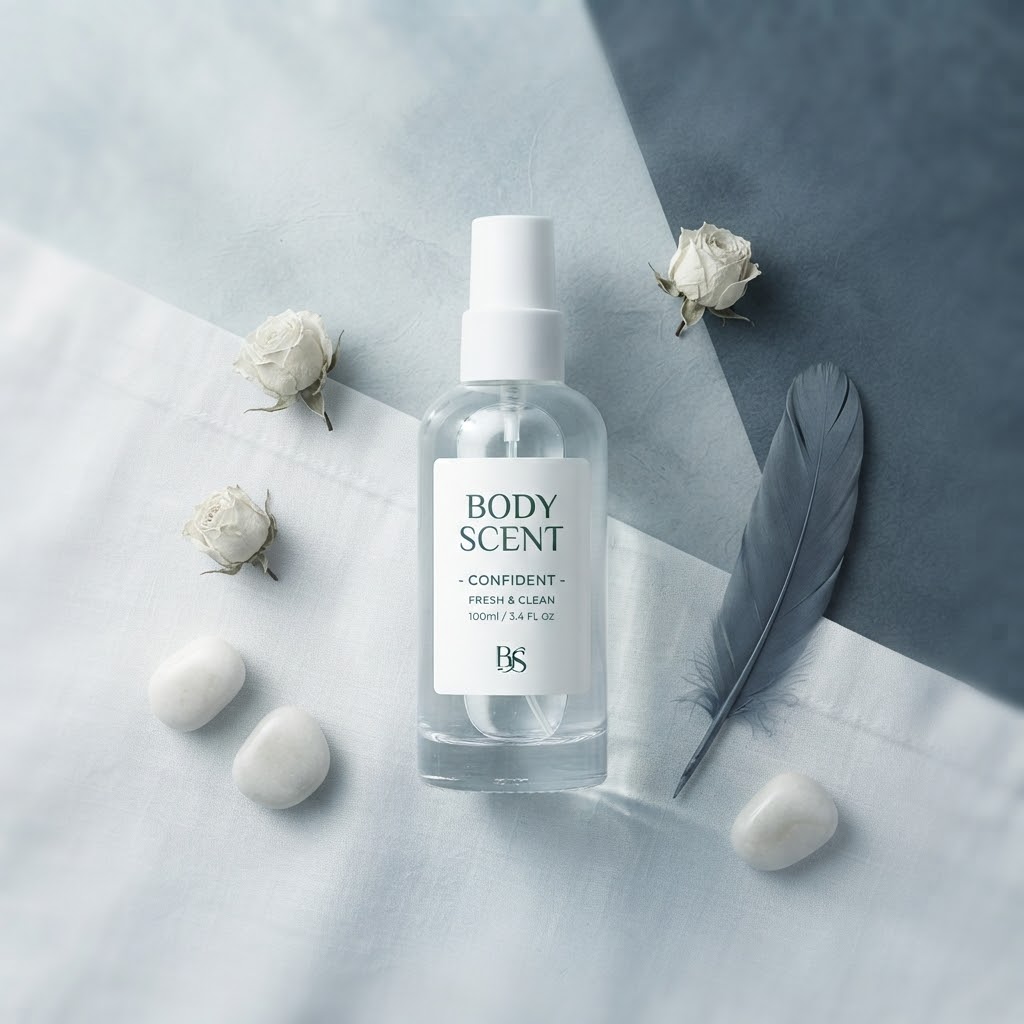 BODY
SCENT
- CONFIDENT -
FRESH & CLEAN
100ml / 3.4 FL OZ
BS